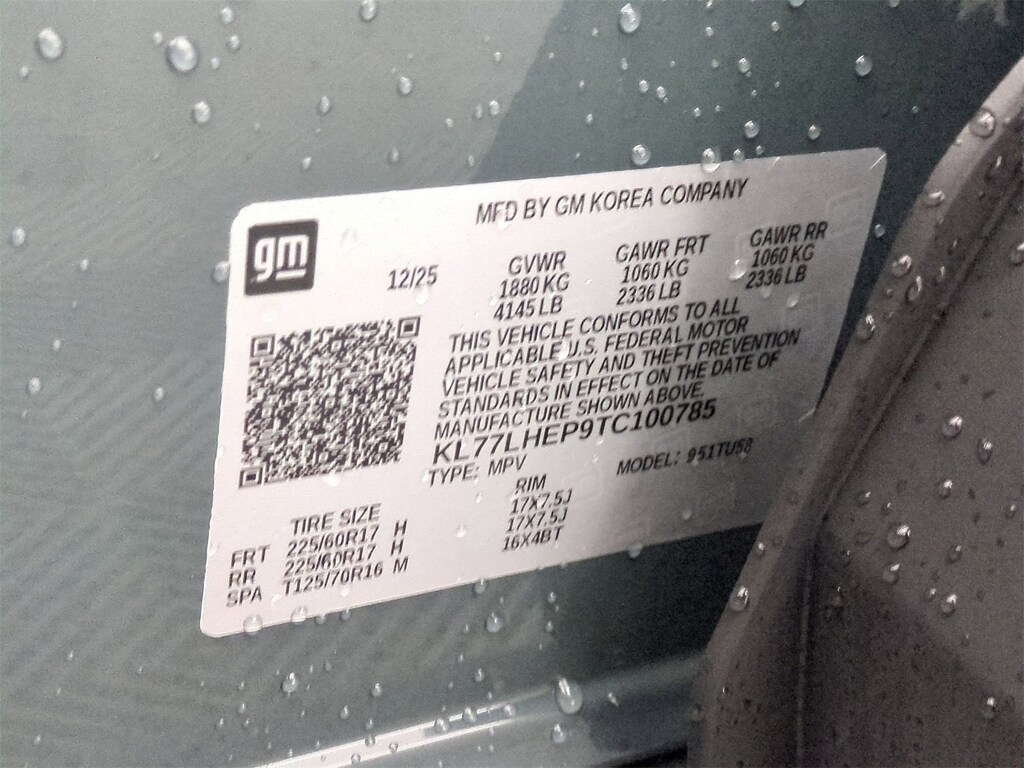 MFD BY GM KOREA COMPANY
gm
12/25
GVWR GAWR FRT GAWR RR
1880 KG 1060 KG 1060 KG
4145 LB 2336 LB 2336 LB
THIS VEHICLE CONFORMS TO ALL
APPLICABLE U.S. FEDERAL MOTOR
VEHICLE SAFETY AND THEFT PREVENTION
STANDARDS IN EFFECT ON THE DATE OF
MANUFACTURE SHOWN ABOVE.
KL77LHEP9TC100785
TYPE: MPV MODEL: 951TU58
TIRE SIZE RIM
FRT 225/60R17 H 17X7.5J
RR 225/60R17 H 17X7.5J
SPA T125/70R16 M 16X4BT